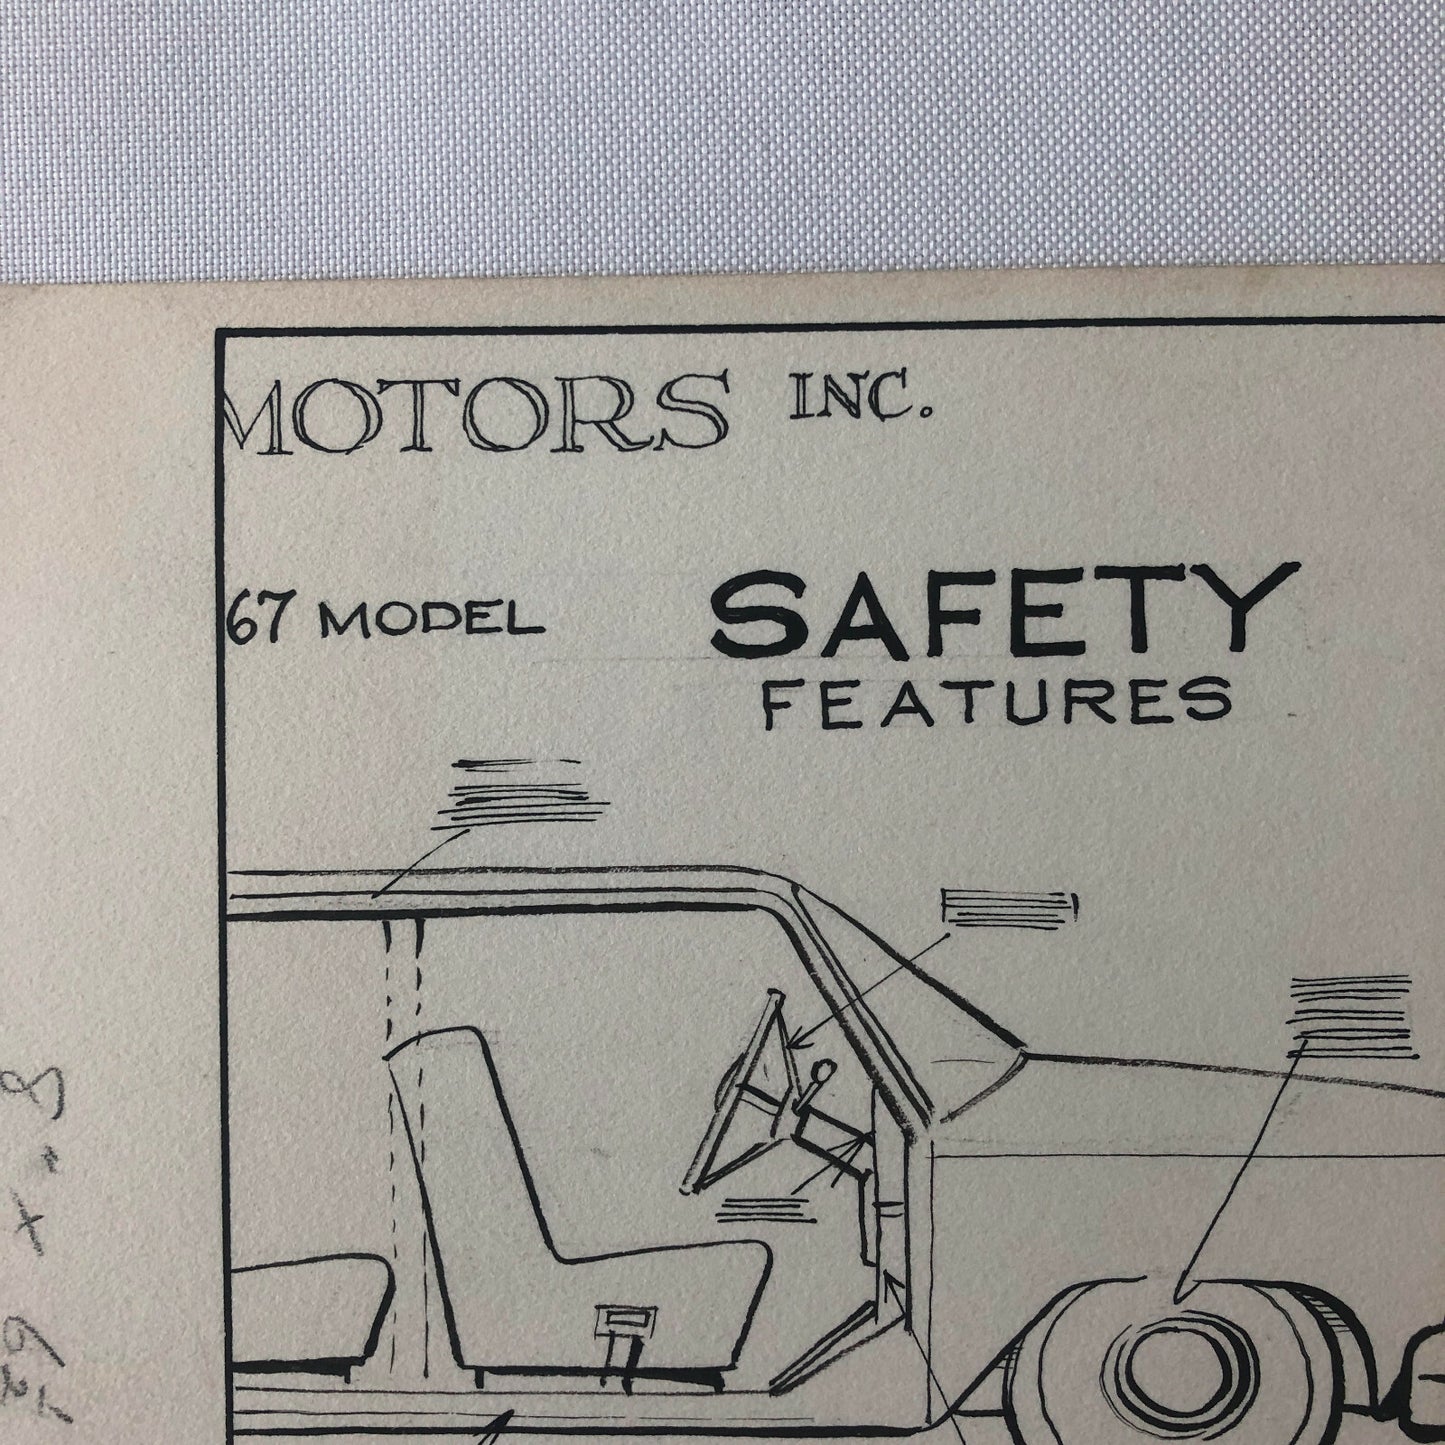 MOTORS INC.
67 MODEL
SAFETY
FEATURES